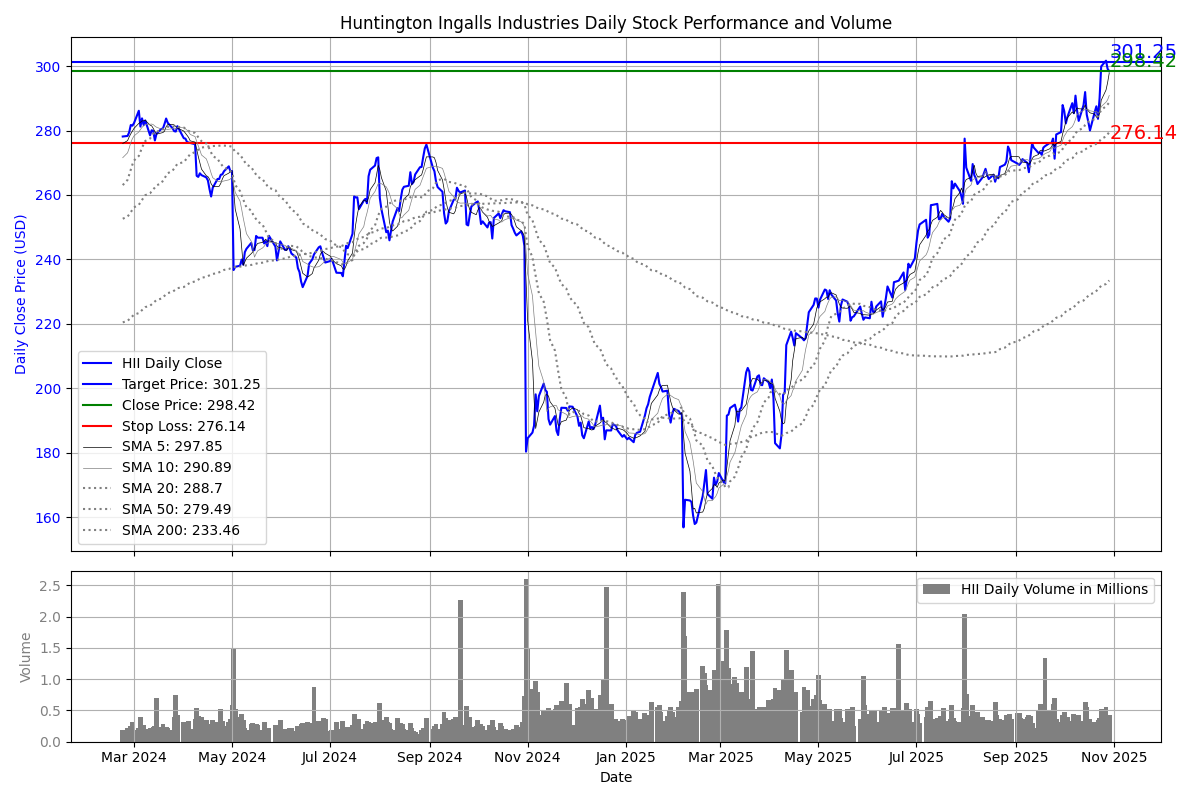 Huntington Ingalls Industries Daily Stock Performance and Volume
301.25
298.42
276.14
300
280
260
240
220
200
180
160
Daily Close Price (USD)
HII Daily Close
Target Price: 301.25
Close Price: 298.42
Stop Loss: 276.14
SMA 5: 297.85
SMA 10: 290.89
SMA 20: 288.7
SMA 50: 279.49
SMA 200: 233.46
2.5
2.0
1.5
1.0
0.5
0.0
Volume
HII Daily Volume in Millions
Mar 2024 May 2024 Jul 2024 Sep 2024 Nov 2024 Jan 2025 Mar 2025 May 2025 Jul 2025 Sep 2025 Nov 2025
Date